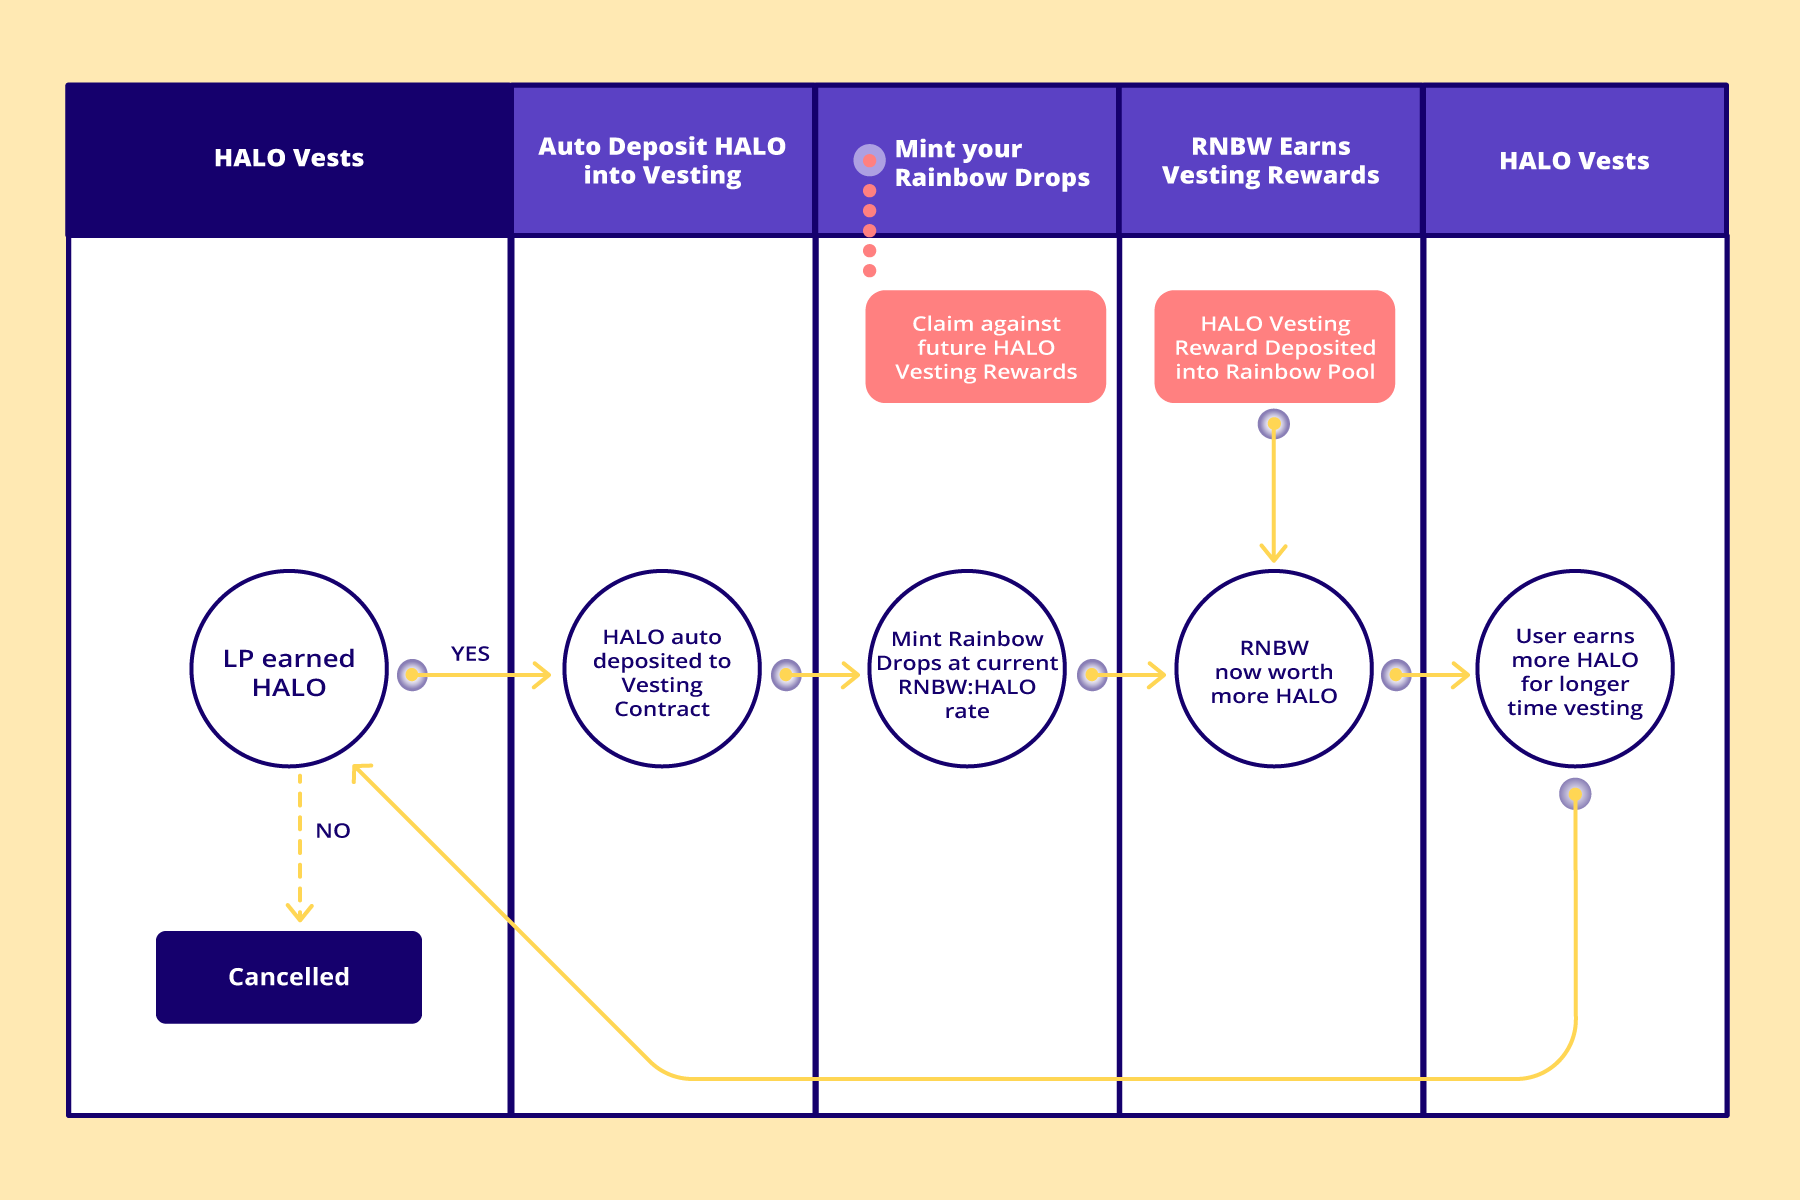 HALO Vests
Auto Deposit HALO
into Vesting
Mint your
Rainbow Drops
RNBW Earns
Vesting Rewards
HALO Vests
Claim against
future HALO
Vesting Rewards
HALO Vesting
Reward Deposited
into Rainbow Pool
LP earned
HALO
YES
HALO auto
deposited to
Vesting
Contract
Mint Rainbow
Drops at current
RNBW:HALO
rate
RNBW
now worth
more HALO
User earns
more HALO
for longer
time vesting
NO
Cancelled